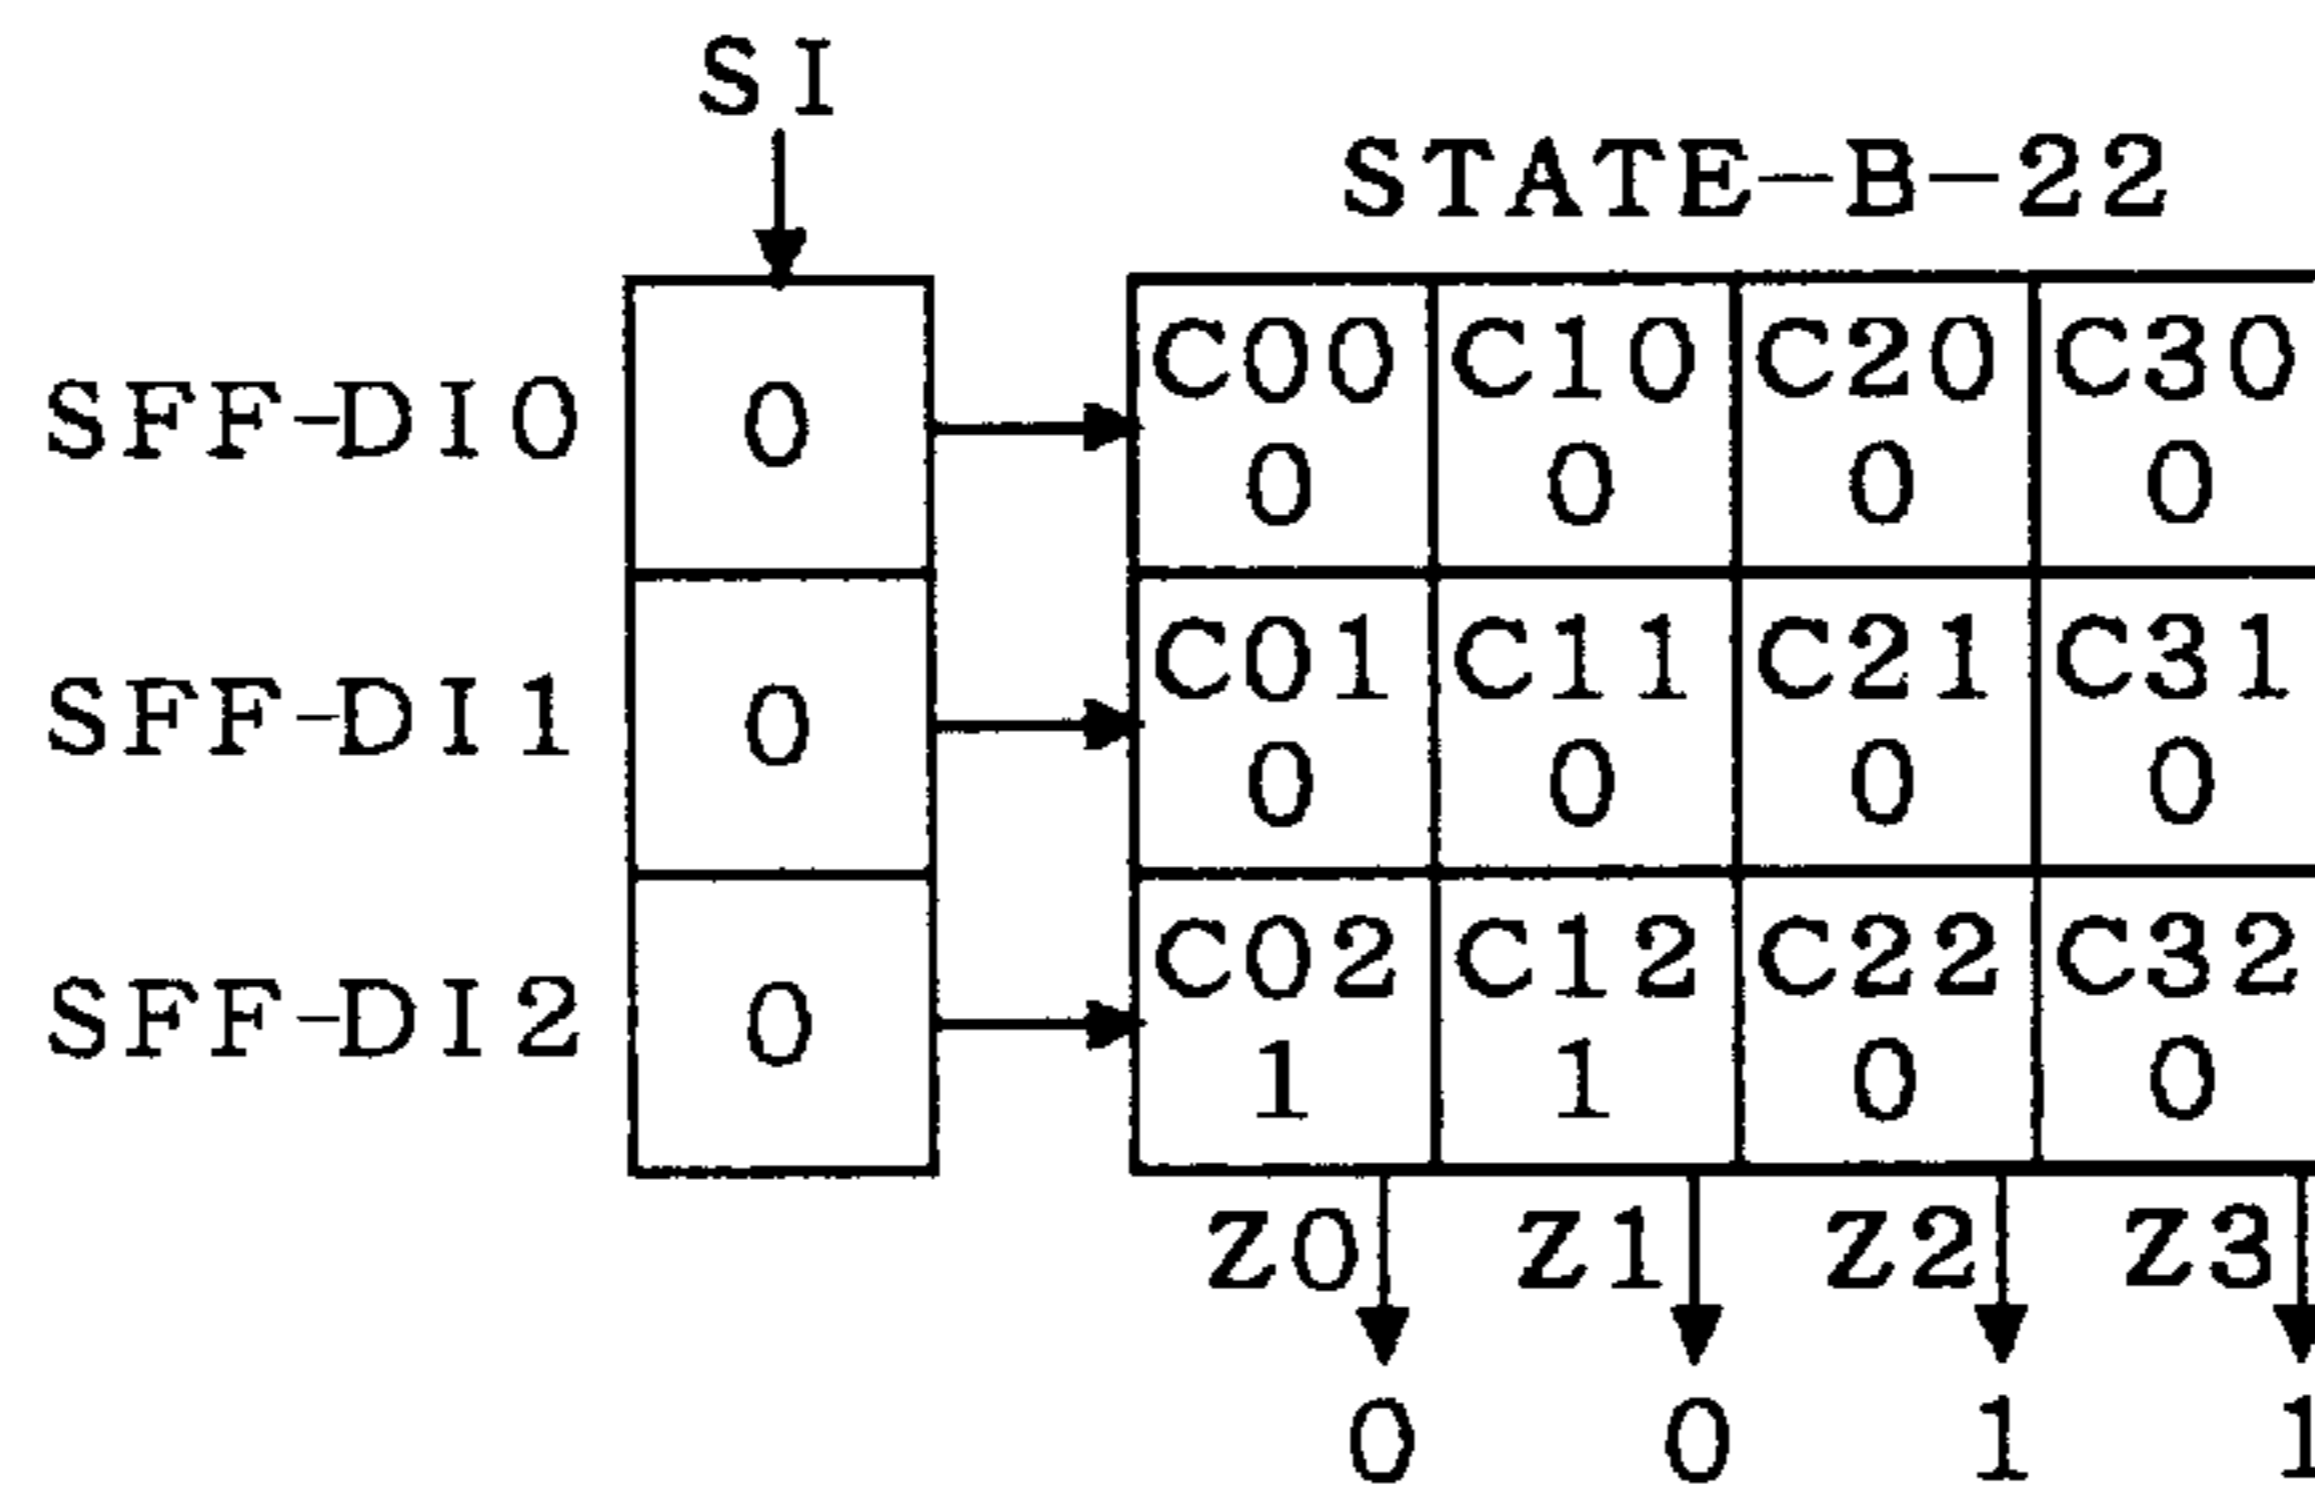 SI
STATE-B-22
C00 C10 C20 C30
SFF-DI0 0
0 0 0 0
C01 C11 C21 C31
SFF-DI1 0
0 0 0 0
C02 C12 C22 C32
SFF-DI2 0
1 1 0 0
Z0 Z1 Z2 Z3
0 0 1 1